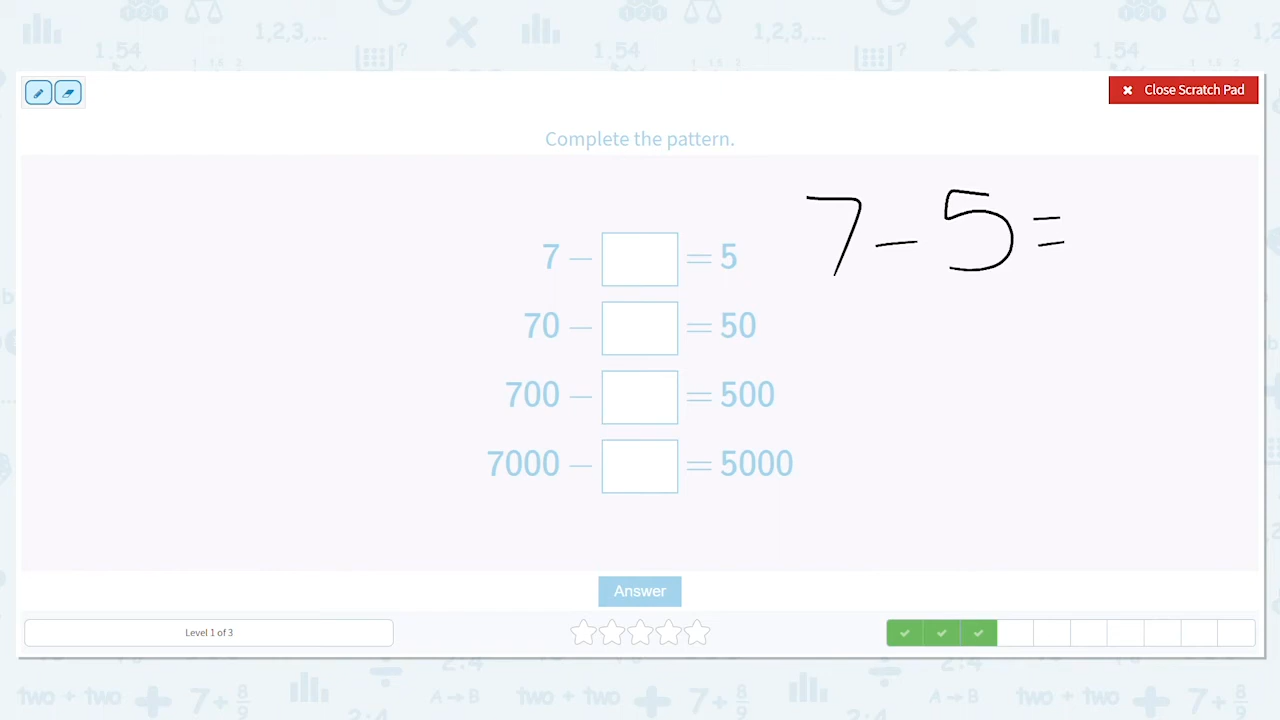 Close Scratch Pad
Complete the pattern.
7 − = 5
7 - 5 =
70 − = 50
700 − = 500
7000 − = 5000
Answer
Level 1 of 3